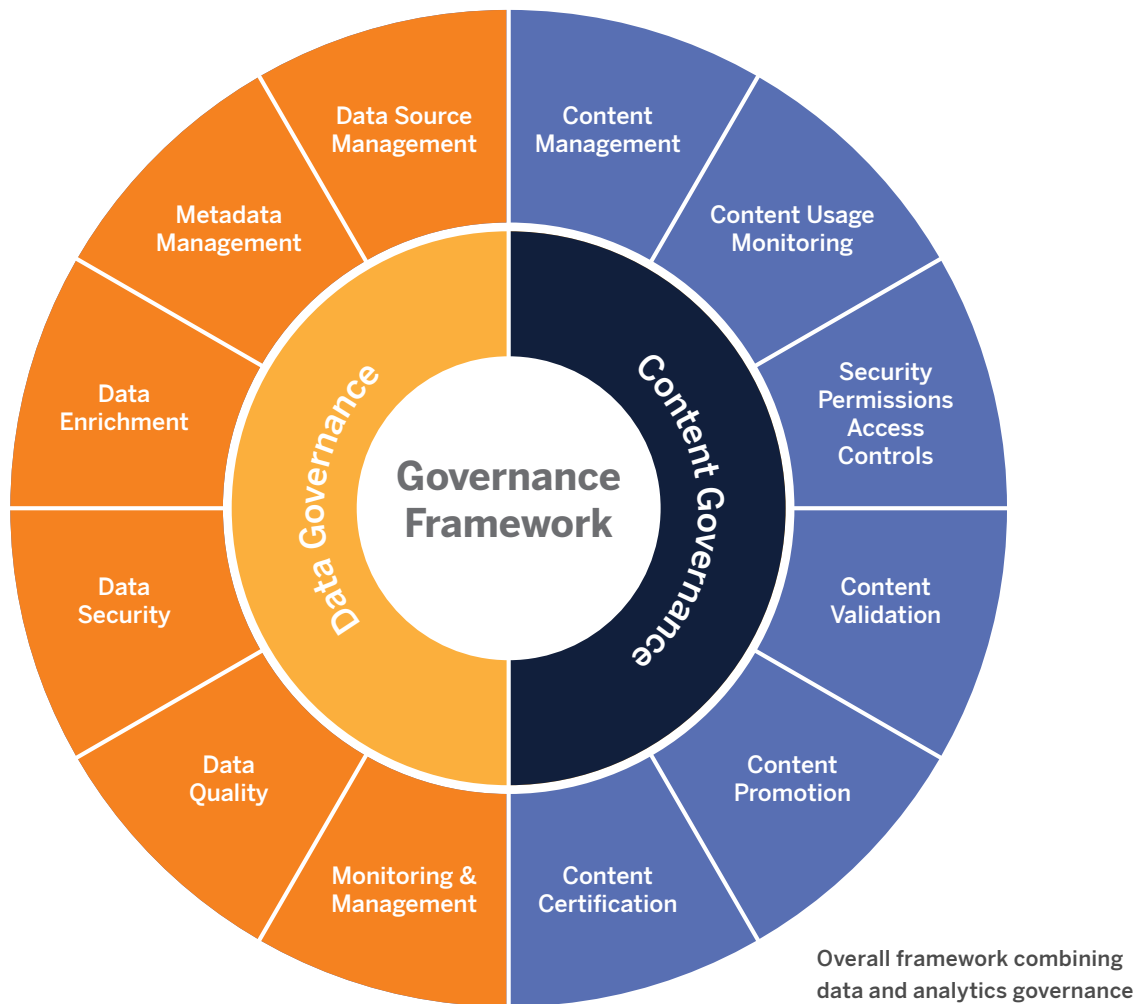 Data Source
Management
Content
Management
Metadata
Management
Content Usage
Monitoring
Data
Enrichment
Security
Permissions
Access
Controls
Data Governance
Governance
Framework
Content Governance
Data
Security
Content
Validation
Data
Quality
Content
Promotion
Monitoring &
Management
Content
Certification
Overall framework combining
data and analytics governance